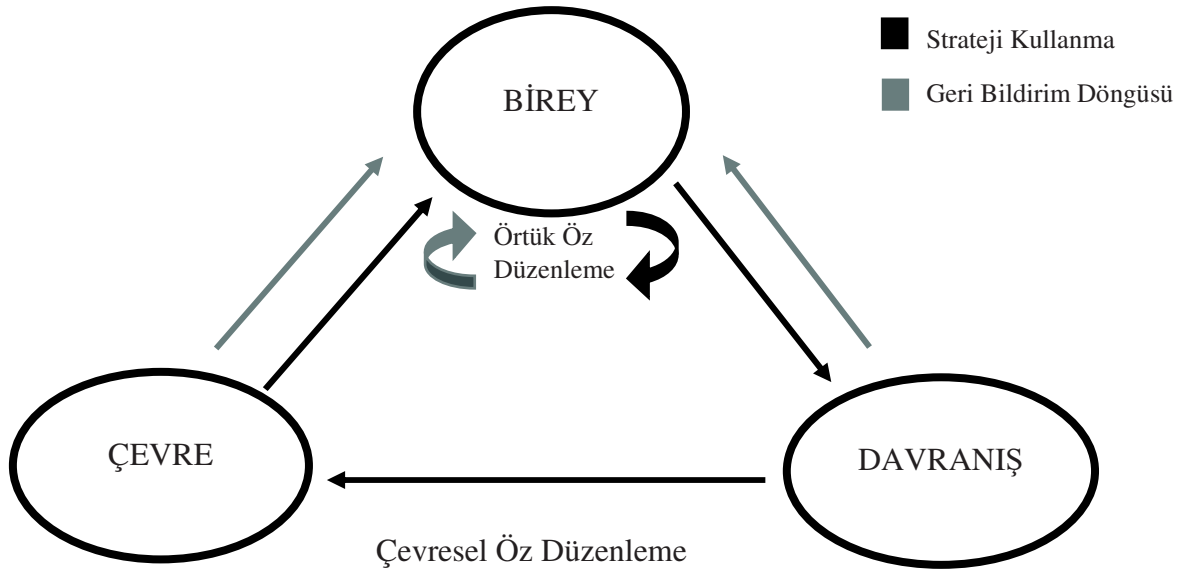 BİREY
Strateji Kullanma
Geri Bildirim Döngüsü
Örtük Öz
Düzenleme
ÇEVRE
DAVRANIŞ
Çevresel Öz Düzenleme